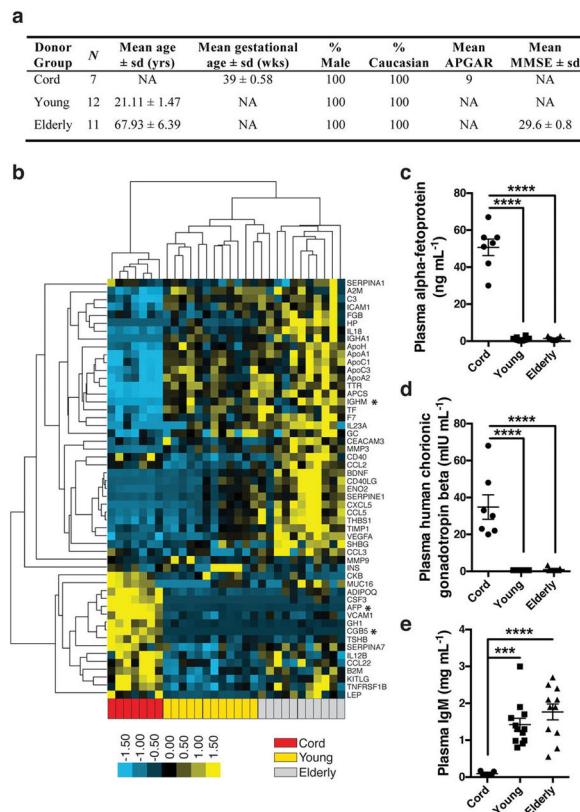 a
Donor Group N Mean age ± sd (yrs) Mean gestational age ± sd (wks) % Male % Caucasian Mean APGAR Mean MMSE ± sd
Cord 7 NA 39 ± 0.58 100 100 9 NA
Young 12 21.11 ± 1.47 NA 100 100 NA NA
Elderly 11 67.93 ± 6.39 NA 100 100 NA 29.6 ± 0.8
b
SERPINA1
A2M
C3
ICAM1
FGB
HP
IL18
IGHA1
ApoH
ApoA1
ApoC1
ApoC3
ApoA2
TTR
APCS
IGHM *
TF
F7
IL23A
GC
CEACAM3
MMP3
CD40
CCL2
BDNF
CD40LG
ENO2
SERPINE1
CXCL5
CCL5
THBS1
TIMP1
VEGFA
SHBG
CCL3
MMP9
INS
CKB
MUC16
ADIPOQ
CSF3
AFP *
VCAM1
GH1
CGB5 *
TSHB
SERPINA7
IL12B
CCL22
B2M
KITLG
TNFRSF1B
LEP
-1.50 -1.00 -0.50 0.00 0.50 1.00 1.50
Cord
Young
Elderly
c
Plasma alpha-fetoprotein
(ng mL-1)
80
60
40
20
0
****
****
Cord Young Elderly
d
Plasma human chorionic
gonadotropin beta (mIU mL-1)
80
60
40
20
0
****
****
Cord Young Elderly
e
Plasma IgM (mg mL-1)
4
3
2
1
0
****
***
Cord Young Elderly